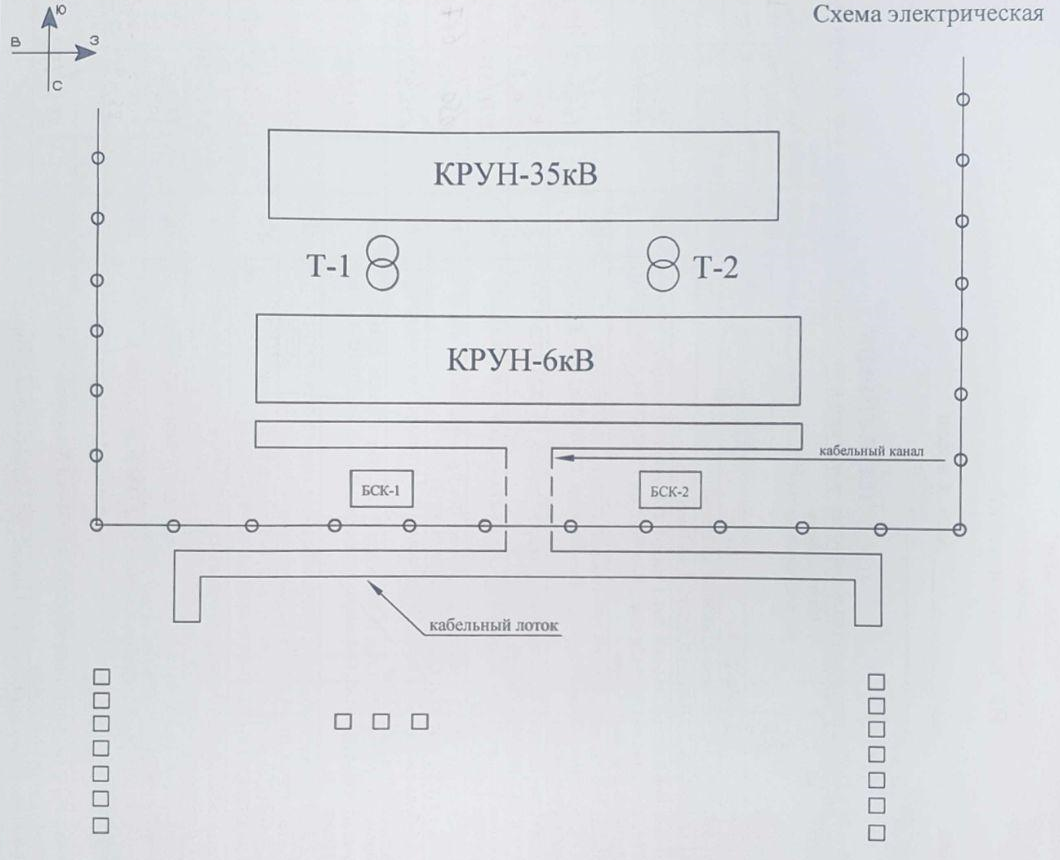 Ю
Схема электрическая
В З
С
КРУН-35кВ
Т-1 Т-2
КРУН-6кВ
кабельный канал
БСК-1 БСК-2
кабельный лоток